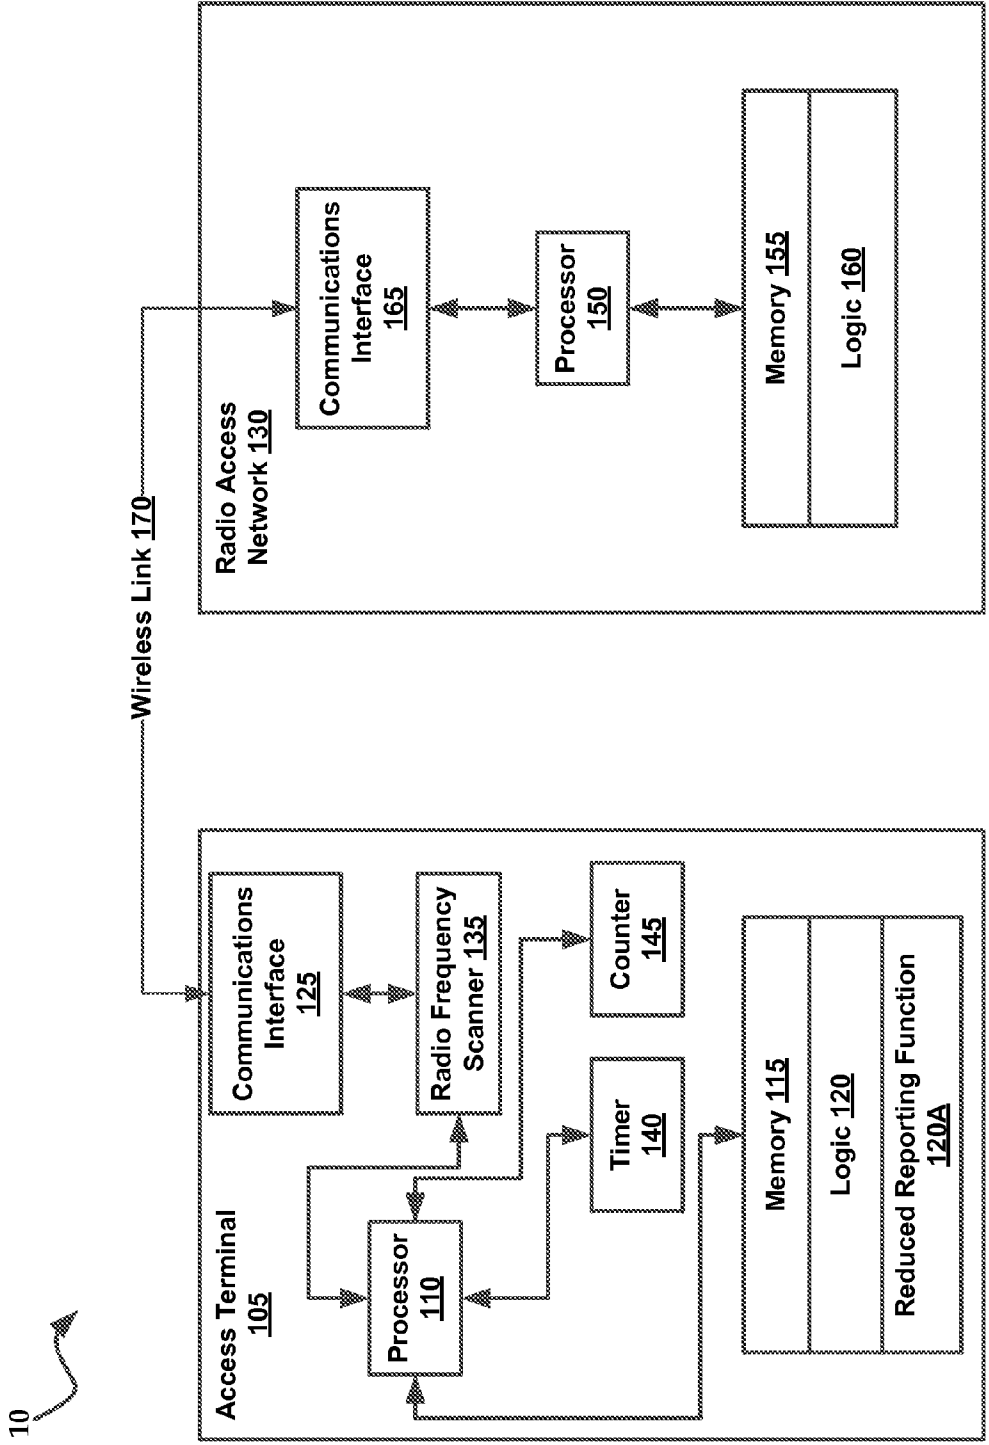 10
Wireless Link 170
Access Terminal
105
Communications
Interface
125
Processor
110
Radio Frequency
Scanner 135
Timer
140
Counter
145
Memory 115
Logic 120
Reduced Reporting Function
120A
Radio Access
Network 130
Communications
Interface
165
Processor
150
Memory 155
Logic 160